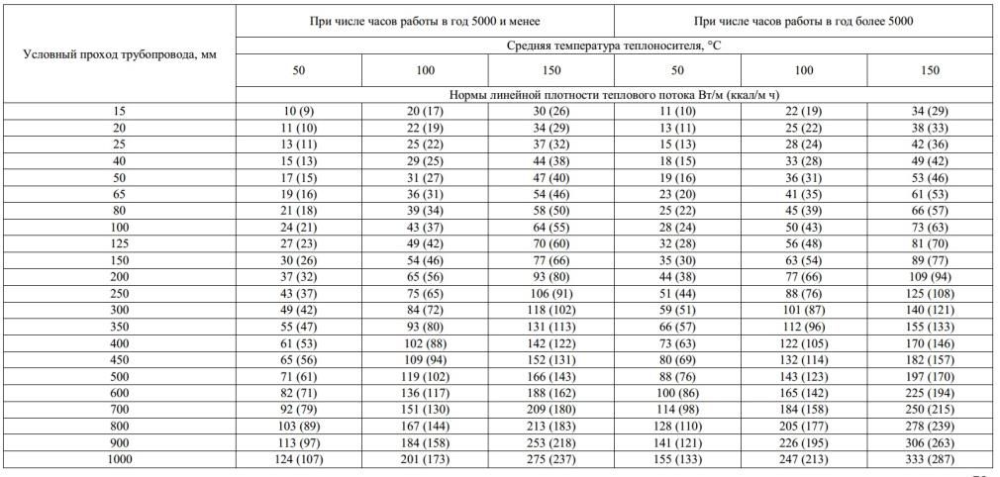 Условный проход трубопровода, мм При числе часов работы в год 5000 и менее При числе часов работы в год более 5000
Средняя температура теплоносителя, °С
50 100 150 50 100 150
Нормы линейной плотности теплового потока Вт/м (ккал/м ч)
15 10 (9) 20 (17) 30 (26) 11 (10) 22 (19) 34 (29)
20 11 (10) 22 (19) 34 (29) 13 (11) 25 (22) 38 (33)
25 13 (11) 25 (22) 37 (32) 15 (13) 28 (24) 42 (36)
40 15 (13) 29 (25) 44 (38) 18 (15) 33 (28) 49 (42)
50 17 (15) 31 (27) 47 (40) 19 (16) 36 (31) 53 (46)
65 19 (16) 36 (31) 54 (46) 23 (20) 41 (35) 61 (53)
80 21 (18) 39 (34) 58 (50) 25 (22) 45 (39) 66 (57)
100 24 (21) 43 (37) 64 (55) 28 (24) 50 (43) 73 (63)
125 27 (23) 49 (42) 70 (60) 32 (28) 56 (48) 81 (70)
150 30 (26) 54 (46) 77 (66) 35 (30) 63 (54) 89 (77)
200 37 (32) 65 (56) 93 (80) 44 (38) 77 (66) 109 (94)
250 43 (37) 75 (65) 106 (91) 51 (44) 88 (76) 125 (108)
300 49 (42) 84 (72) 118 (102) 59 (51) 101 (87) 140 (121)
350 55 (47) 93 (80) 131 (113) 66 (57) 112 (96) 155 (133)
400 61 (53) 102 (88) 142 (122) 73 (63) 122 (105) 170 (146)
450 65 (56) 109 (94) 152 (131) 80 (69) 132 (114) 182 (157)
500 71 (61) 119 (102) 166 (143) 88 (76) 143 (123) 197 (170)
600 82 (71) 136 (117) 188 (162) 100 (86) 165 (142) 225 (194)
700 92 (79) 151 (130) 209 (180) 114 (98) 184 (158) 250 (215)
800 103 (89) 167 (144) 213 (183) 128 (110) 205 (177) 278 (239)
900 113 (97) 184 (158) 253 (218) 141 (121) 226 (195) 306 (263)
1000 124 (107) 201 (173) 275 (237) 155 (133) 247 (213) 333 (287)